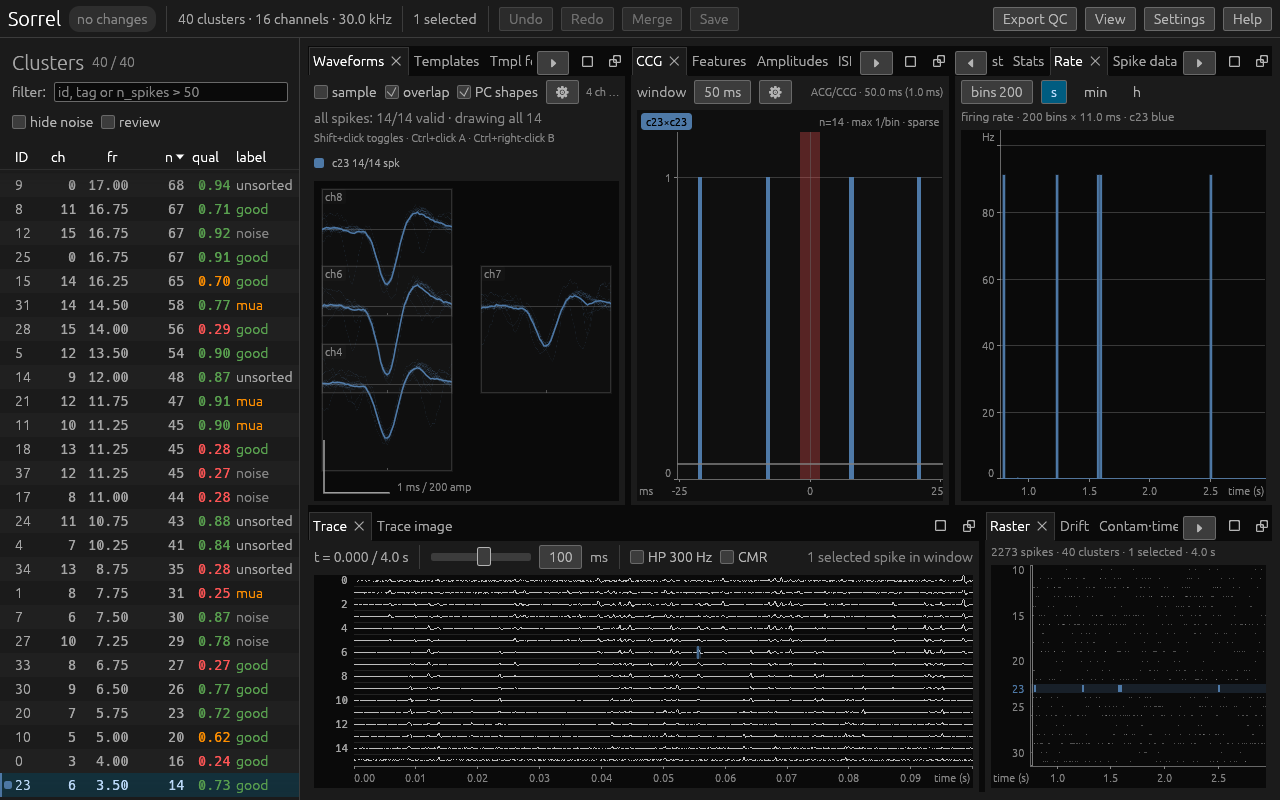 Sorrel no changes 40 clusters · 16 channels · 30.0 kHz 1 selected Undo Redo Merge Save Export QC View Settings Help
Clusters 40 / 40
filter: id, tag or n_spikes > 50
hide noise review
ID ch fr n qual label
9 0 17.00 68 0.94 unsorted
8 11 16.75 67 0.71 good
12 15 16.75 67 0.92 noise
25 0 16.75 67 0.91 good
15 14 16.25 65 0.70 good
31 14 14.50 58 0.77 mua
28 15 14.00 56 0.29 good
5 12 13.50 54 0.90 good
14 9 12.00 48 0.87 unsorted
21 12 11.75 47 0.91 mua
11 10 11.25 45 0.90 mua
18 13 11.25 45 0.28 good
37 12 11.25 45 0.27 noise
17 8 11.00 44 0.28 noise
24 11 10.75 43 0.88 unsorted
4 7 10.25 41 0.84 unsorted
34 13 8.75 35 0.28 unsorted
1 8 7.75 31 0.25 mua
7 6 7.50 30 0.87 noise
27 10 7.25 29 0.78 noise
33 8 6.75 27 0.27 good
30 9 6.50 26 0.77 good
20 7 5.75 23 0.72 good
10 5 5.00 20 0.62 good
0 3 4.00 16 0.24 good
23 6 3.50 14 0.73 good
Waveforms Templates Tmpl
sample overlap PC shapes 4 ch ...
all spikes: 14/14 valid · drawing all 14
Shift+click toggles · Ctrl+click A · Ctrl+right-click B
c23 14/14 spk
ch8
ch6 ch7
ch4
1 ms / 200 amp
CCG Features Amplitudes ISI
window 50 ms ACG/CCG · 50.0 ms (1.0 ms)
c23×c23 n=14 · max 1/bin · sparse
1
0
ms -25 0 25
st Stats Rate Spike data
bins 200 s min h
firing rate · 200 bins × 11.0 ms · c23 blue
Hz
80
60
40
20
0
1.0 1.5 2.0 2.5 time (s)
Trace Trace image
t = 0.000 / 4.0 s 100 ms HP 300 Hz CMR 1 selected spike in window
0
2
4
6
8
10
12
14
0.00 0.01 0.02 0.03 0.04 0.05 0.06 0.07 0.08 0.09 time (s)
Raster Drift Contam-time
2273 spikes · 40 clusters · 1 selected · 4.0 s
10
15
20
23
25
30
time (s) 1.0 1.5 2.0 2.5